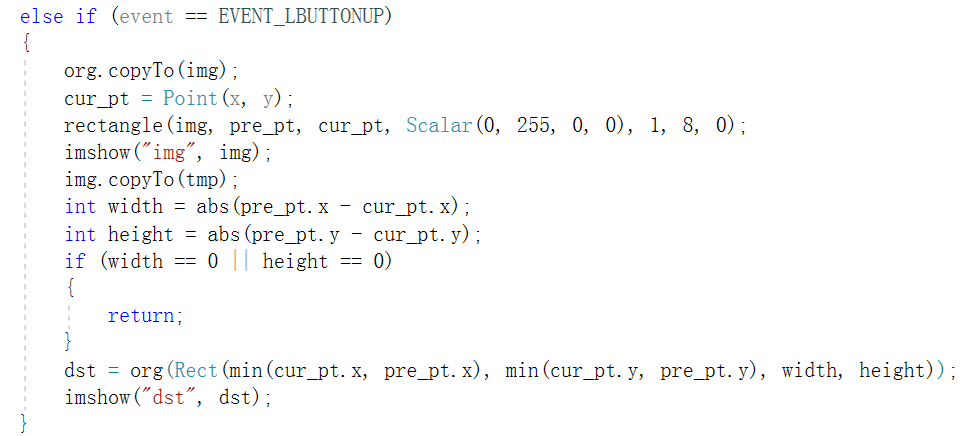 else if (event == EVENT_LBUTTONUP)
{
    org.copyTo(img);
    cur_pt = Point(x, y);
    rectangle(img, pre_pt, cur_pt, Scalar(0, 255, 0, 0), 1, 8, 0);
    imshow("img", img);
    img.copyTo(tmp);
    int width = abs(pre_pt.x - cur_pt.x);
    int height = abs(pre_pt.y - cur_pt.y);
    if (width == 0 || height == 0)
    {
        return;
    }
    dst = org(Rect(min(cur_pt.x, pre_pt.x), min(cur_pt.y, pre_pt.y), width, height));
    imshow("dst", dst);
}